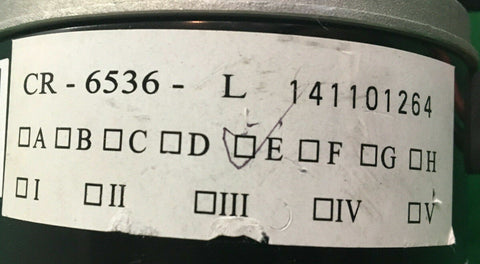 CR - 6536 - L 141101264
☐A ☐B ☐C ☐D ☐E ☐F ☐G ☐H
☐I ☐II ☐III ☐IV ☐V